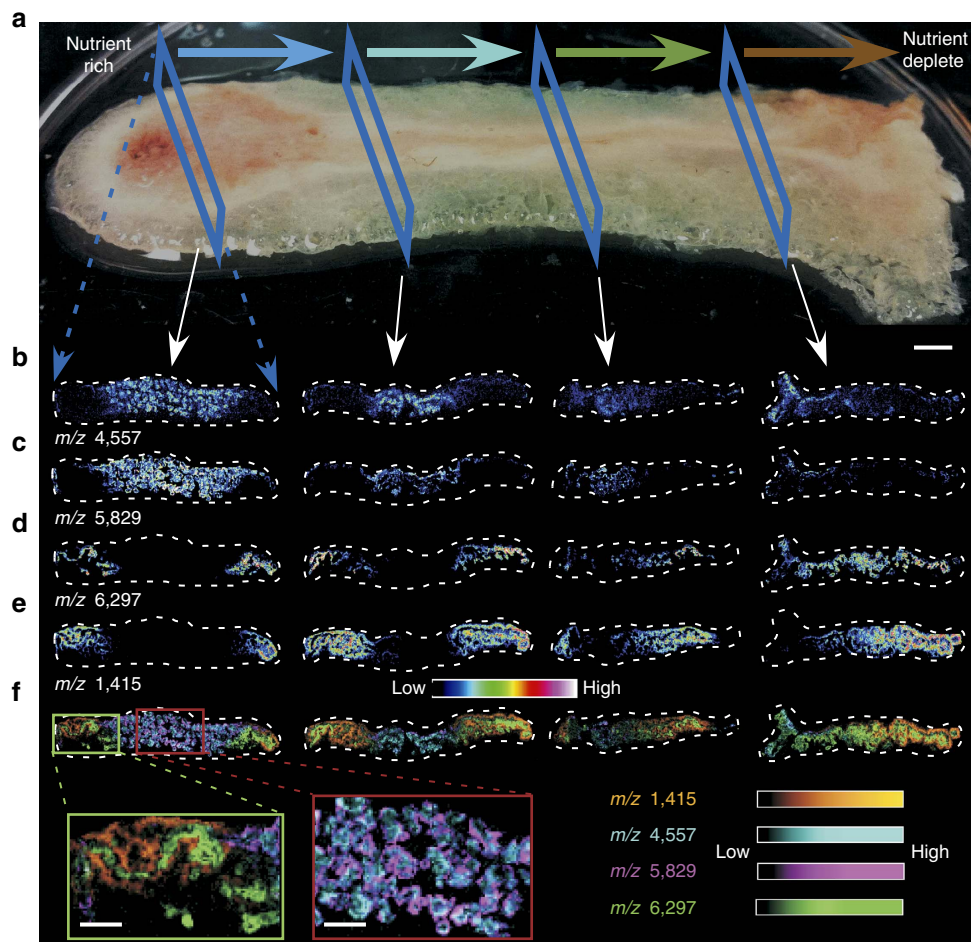 a
Nutrient
rich
Nutrient
deplete
b
m/z 4,557
c
m/z 5,829
d
m/z 6,297
e
m/z 1,415
Low
High
f
m/z 1,415
m/z 4,557
Low
High
m/z 5,829
m/z 6,297